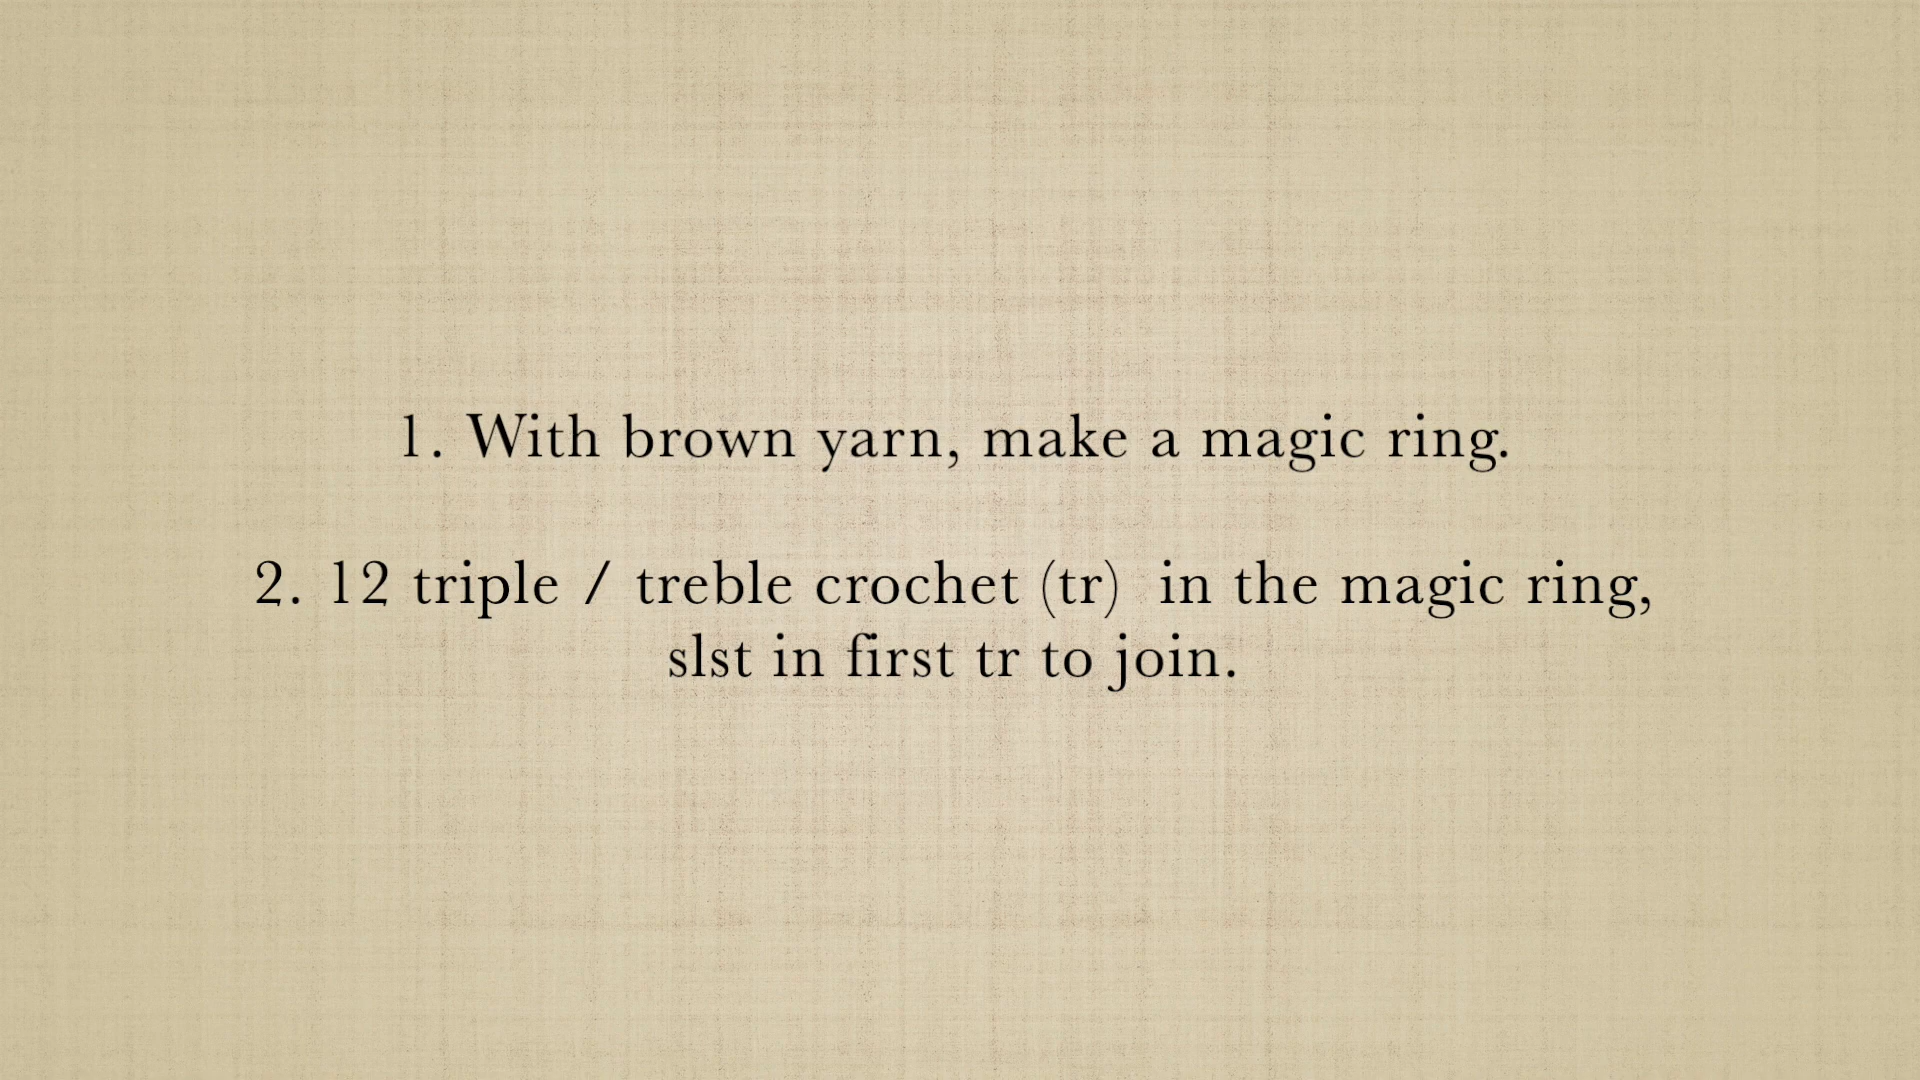 1. With brown yarn, make a magic ring.
2. 12 triple / treble crochet (tr) in the magic ring,
slst in first tr to join.